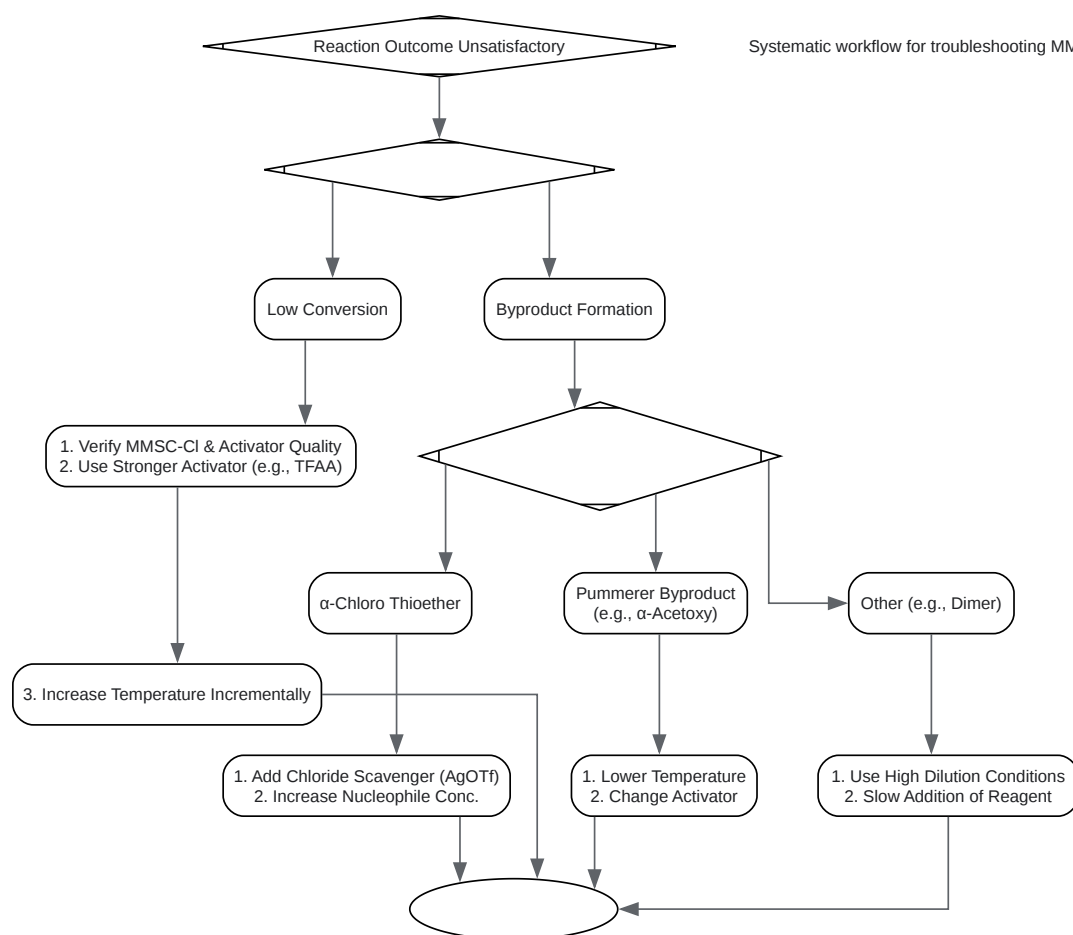 Reaction Outcome Unsatisfactory
Systematic workflow for troubleshooting
Low Conversion
Byproduct Formation
1. Verify MMSC-Cl & Activator Quality
2. Use Stronger Activator (e.g., TFAA)
α-Chloro Thioether
Pummerer Byproduct
(e.g., α-Acetoxy)
Other (e.g., Dimer)
3. Increase Temperature Incrementally
1. Add Chloride Scavenger (AgOTf)
2. Increase Nucleophile Conc.
1. Lower Temperature
2. Change Activator
1. Use High Dilution Conditions
2. Slow Addition of Reagent